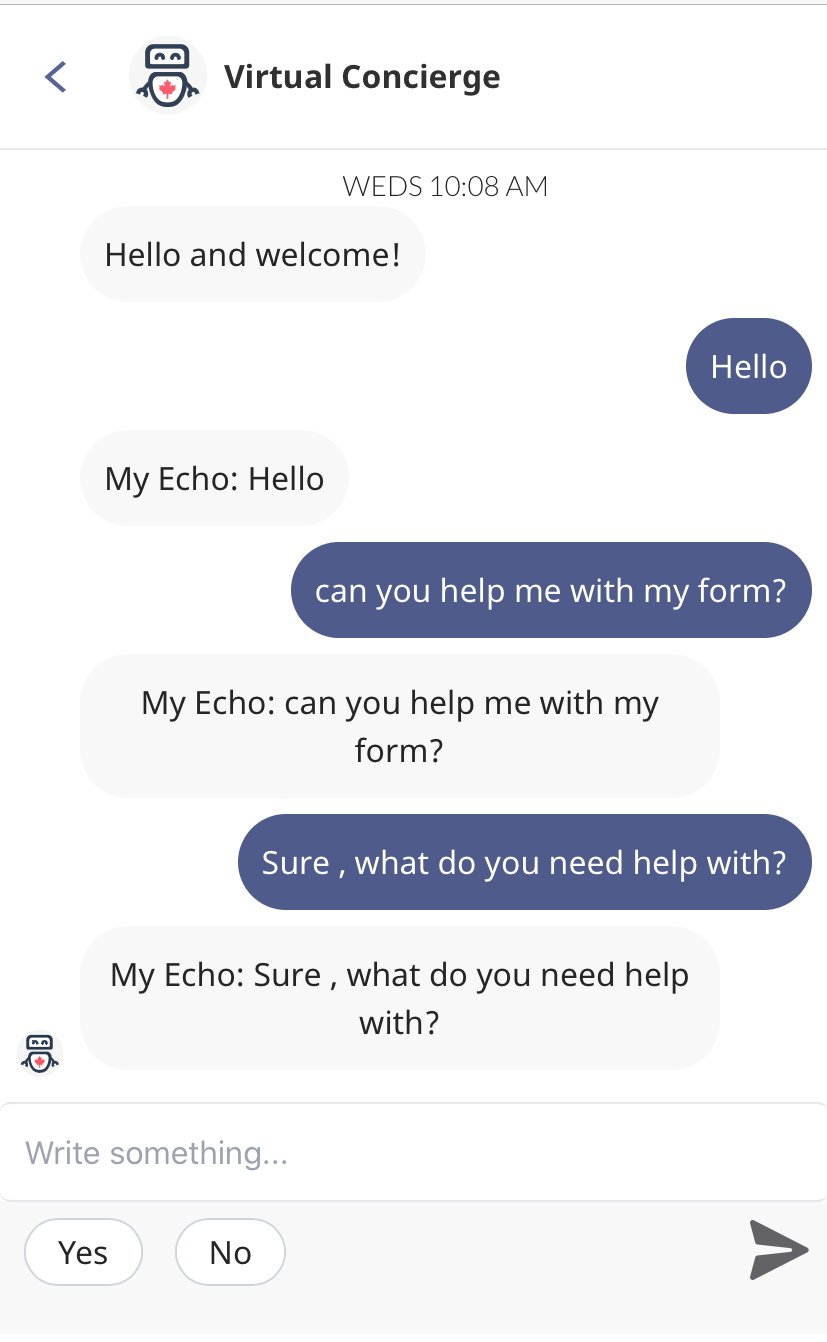 Virtual Concierge
WEDS 10:08 AM
Hello and welcome!
Hello
My Echo: Hello
can you help me with my form?
My Echo: can you help me with my
form?
Sure , what do you need help with?
My Echo: Sure , what do you need help
with?
Write something...
Yes
No